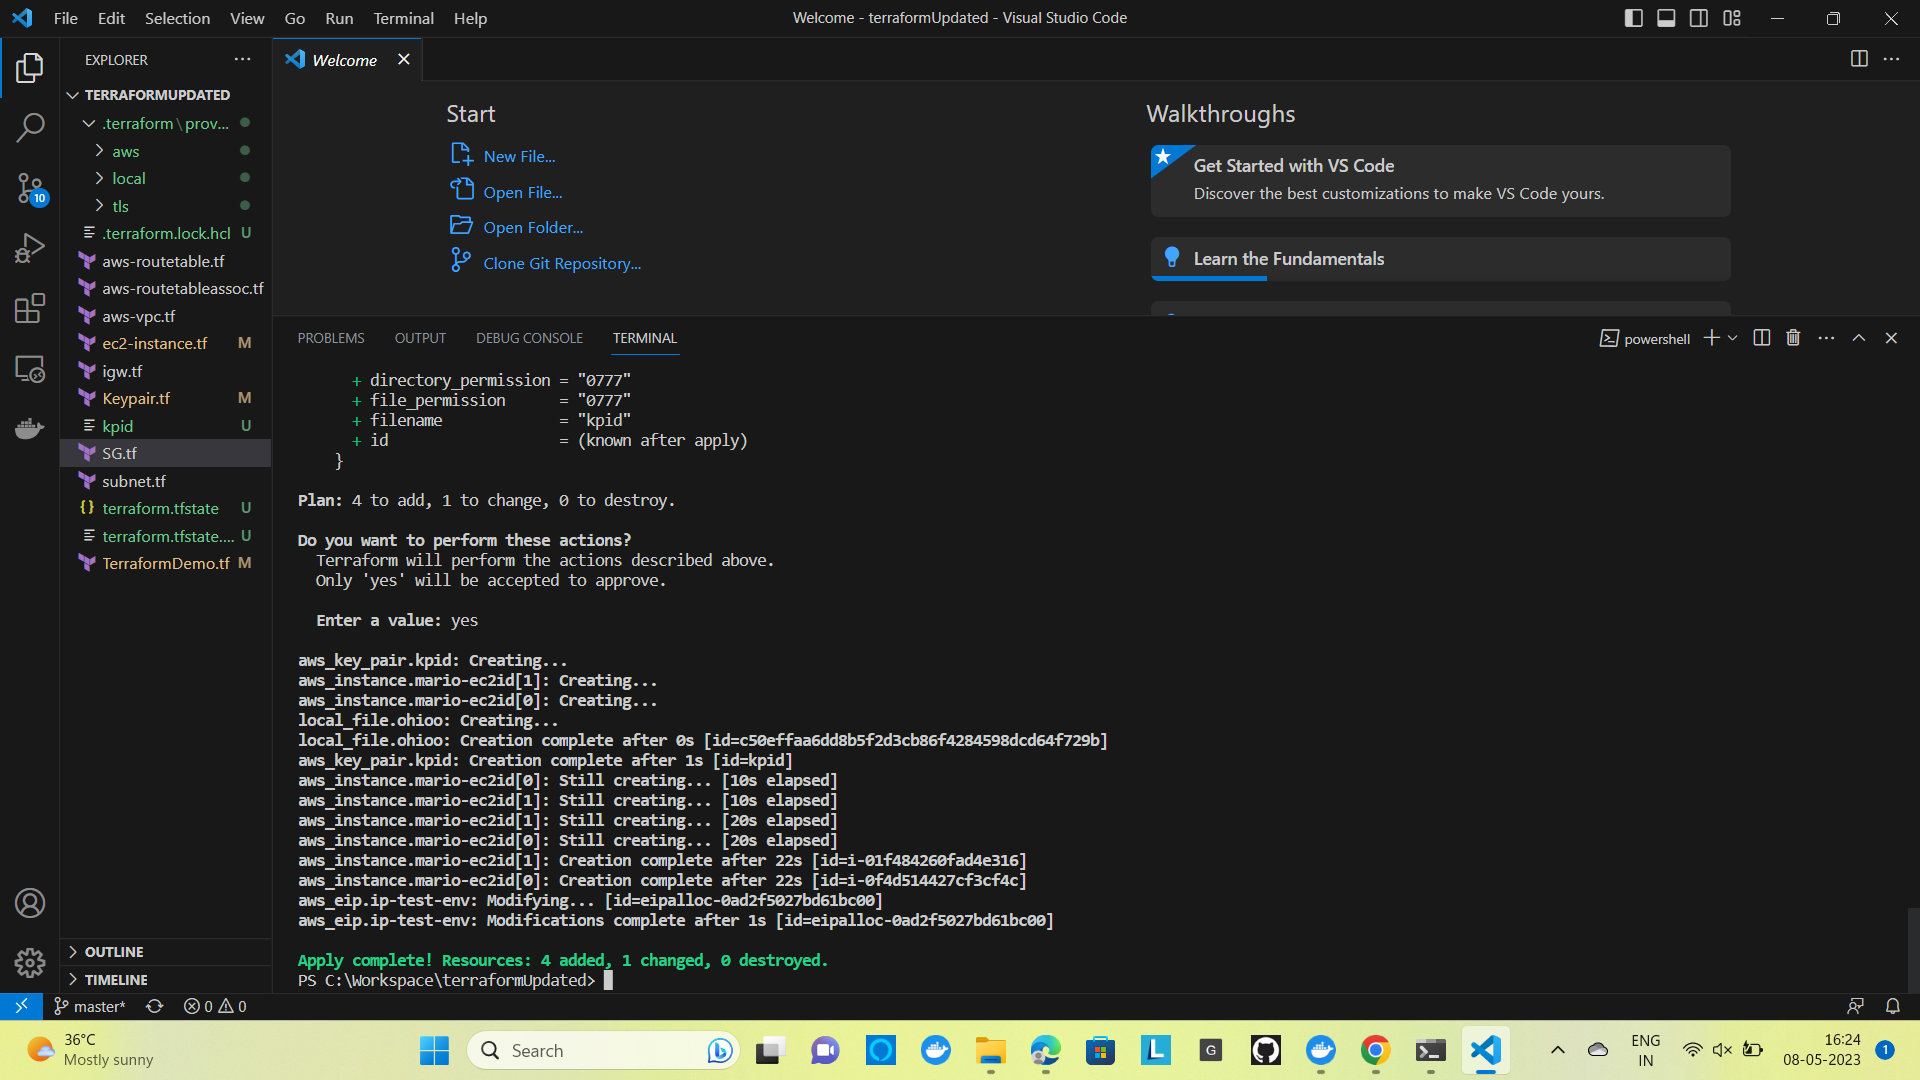 File Edit Selection View Go Run Terminal Help
Welcome - terraformUpdated - Visual Studio Code
EXPLORER
TERRAFORMUPDATED
.terraform \ prov...
aws
local
tls
.terraform.lock.hcl U
aws-routetable.tf
aws-routetableassoc.tf
aws-vpc.tf
ec2-instance.tf M
igw.tf
Keypair.tf M
kpid U
SG.tf
subnet.tf
terraform.tfstate U
terraform.tfstate.... U
TerraformDemo.tf M
OUTLINE
TIMELINE
10
Welcome
Start
New File...
Open File...
Open Folder...
Clone Git Repository...
Walkthroughs
Get Started with VS Code
Discover the best customizations to make VS Code yours.
Learn the Fundamentals
PROBLEMS OUTPUT DEBUG CONSOLE TERMINAL
powershell
+ directory_permission = "0777"
+ file_permission      = "0777"
+ filename             = "kpid"
+ id                   = (known after apply)
}
Plan: 4 to add, 1 to change, 0 to destroy.
Do you want to perform these actions?
Terraform will perform the actions described above.
Only 'yes' will be accepted to approve.
Enter a value: yes
aws_key_pair.kpid: Creating...
aws_instance.mario-ec2id[1]: Creating...
aws_instance.mario-ec2id[0]: Creating...
local_file.ohioo: Creating...
local_file.ohioo: Creation complete after 0s [id=c50effaa6dd8b5f2d3cb86f4284598dcd64f729b]
aws_key_pair.kpid: Creation complete after 1s [id=kpid]
aws_instance.mario-ec2id[0]: Still creating... [10s elapsed]
aws_instance.mario-ec2id[1]: Still creating... [10s elapsed]
aws_instance.mario-ec2id[1]: Still creating... [20s elapsed]
aws_instance.mario-ec2id[0]: Still creating... [20s elapsed]
aws_instance.mario-ec2id[1]: Creation complete after 22s [id=i-01f484260fad4e316]
aws_instance.mario-ec2id[0]: Creation complete after 22s [id=i-0f4d514427cf3cf4c]
aws_eip.ip-test-env: Modifying... [id=eipalloc-0ad2f5027bd61bc00]
aws_eip.ip-test-env: Modifications complete after 1s [id=eipalloc-0ad2f5027bd61bc00]
Apply complete! Resources: 4 added, 1 changed, 0 destroyed.
PS C:\Workspace\terraformUpdated>
master* 0 0
36°C
Mostly sunny
Search
L
G
ENG
IN
16:24
08-05-2023
1